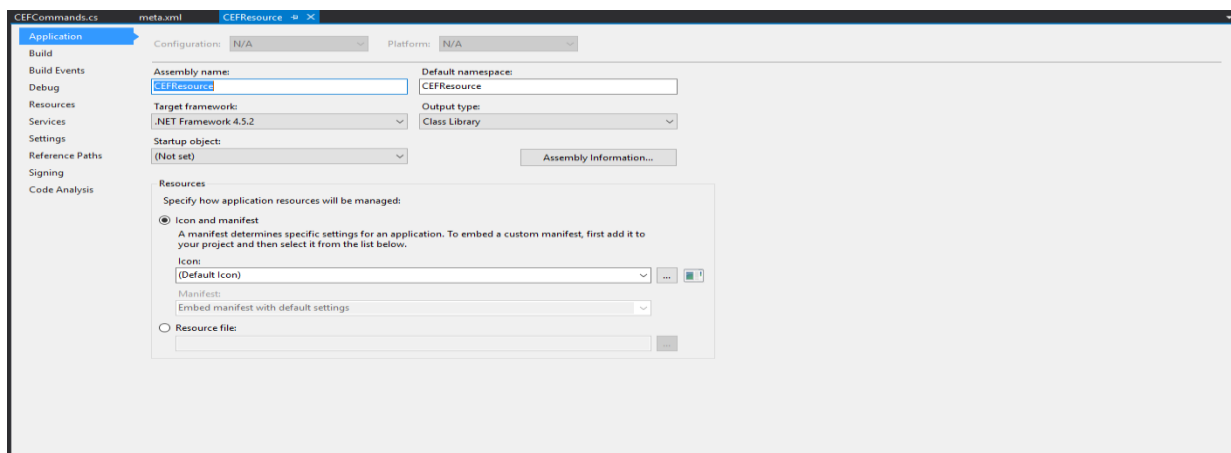 CEFCommands.cs meta.xml CEFResource
Application
Build
Build Events
Debug
Resources
Services
Settings
Reference Paths
Signing
Code Analysis
Configuration: N/A Platform: N/A
Assembly name: Default namespace:
CEFResource CEFResource
Target framework: Output type:
.NET Framework 4.5.2 Class Library
Startup object:
(Not set) Assembly Information...
Resources
Specify how application resources will be managed:
Icon and manifest
A manifest determines specific settings for an application. To embed a custom manifest, first add it to
your project and then select it from the list below.
Icon:
(Default Icon) ...
Manifest:
Embed manifest with default settings
Resource file:
...